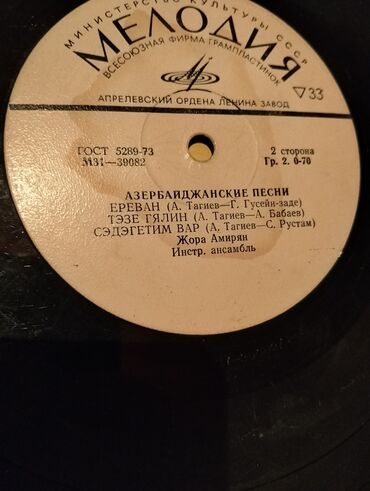 МИНИСТЕРСТВО КУЛЬТУРЫ СССР
МЕЛОДИЯ
ВСЕСОЮЗНАЯ ФИРМА ГРАМПЛАСТИНОК
▽33
АПРЕЛЕВСКИЙ ОРДЕНА ЛЕНИНА ЗАВОД
ГОСТ 5289-73
М31—39082
2 сторона
Гр. 2. 0-70
АЗЕРБАЙДЖАНСКИЕ ПЕСНИ
ЕРЕВАН (А. Тагиев—Г. Гусейн-заде)
ТЭЗЕ ГЯЛИН (А. Тагиев—А. Бабаев)
СЭДЭГЕТИМ ВАР (А. Тагиев—С. Рустам)
Жора Амирян
Инстр. ансамбль